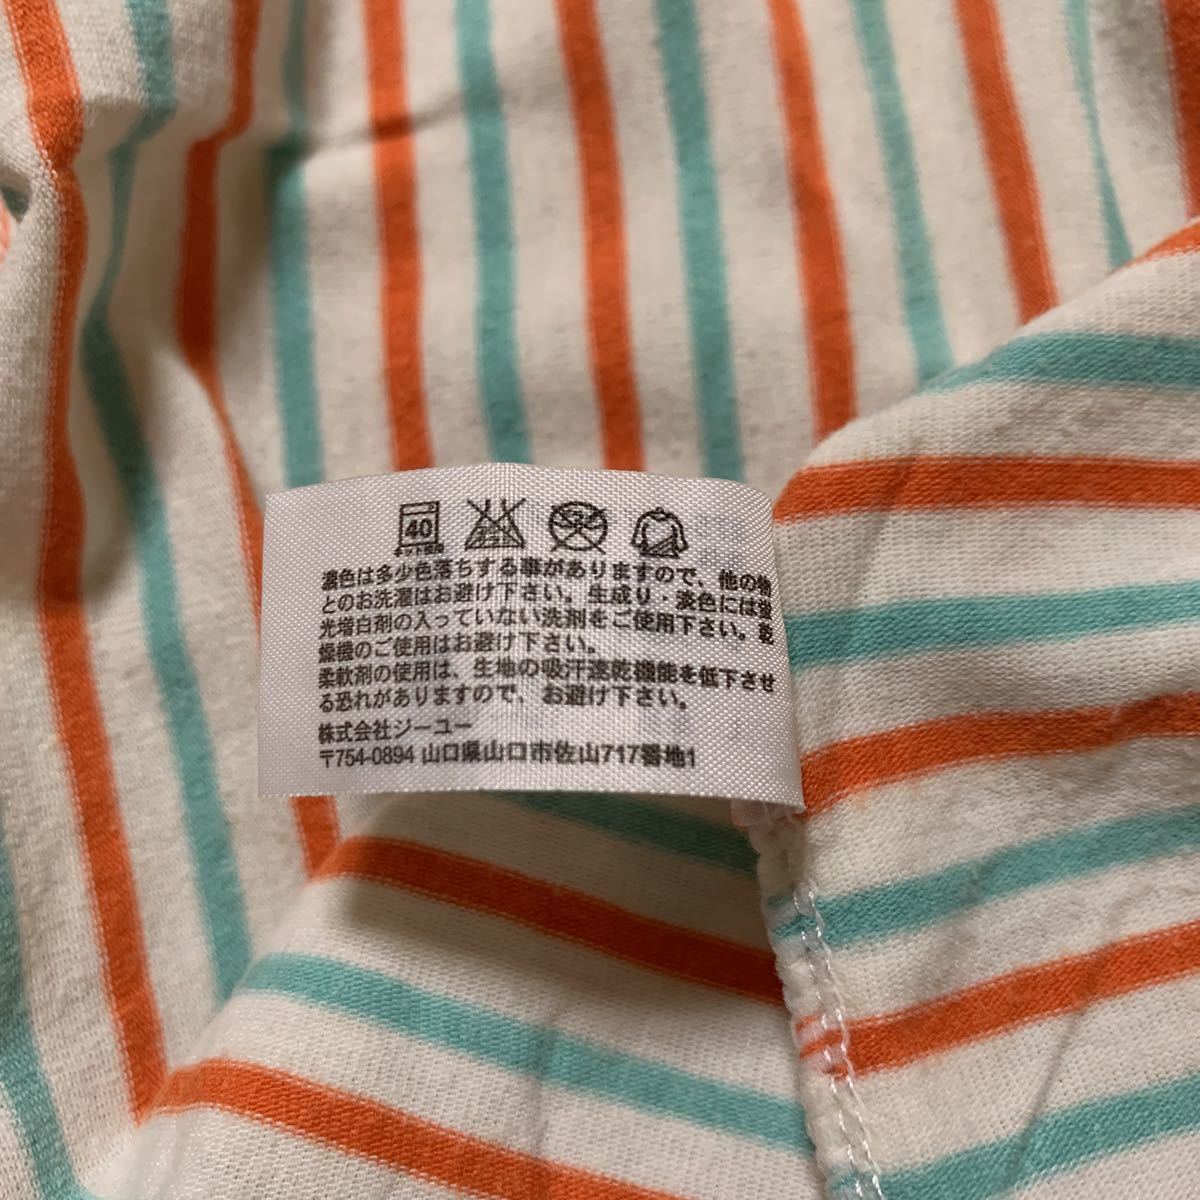 40
ネット使用
濃色は多少色落ちする事がありますので、他の物
とのお洗濯はお避け下さい。生成り・淡色には蛍
光増白剤の入っていない洗剤をご使用下さい。乾
燥機のご使用はお避け下さい。
柔軟剤の使用は、生地の吸汗速乾機能を低下させ
る恐れがありますので、お避け下さい。
株式会社ジーユー
〒754-0894 山口県山口市佐山717番地1